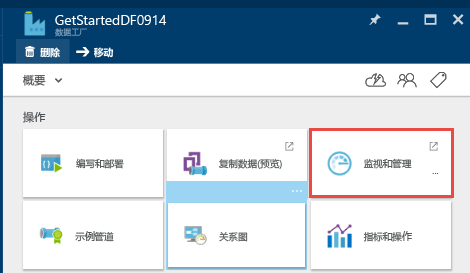 GetStartedDF0914
数据工厂
删除 移动
概要
操作
编写和部署 复制数据(预览) 监视和管理
示例管道 关系图 指标和操作